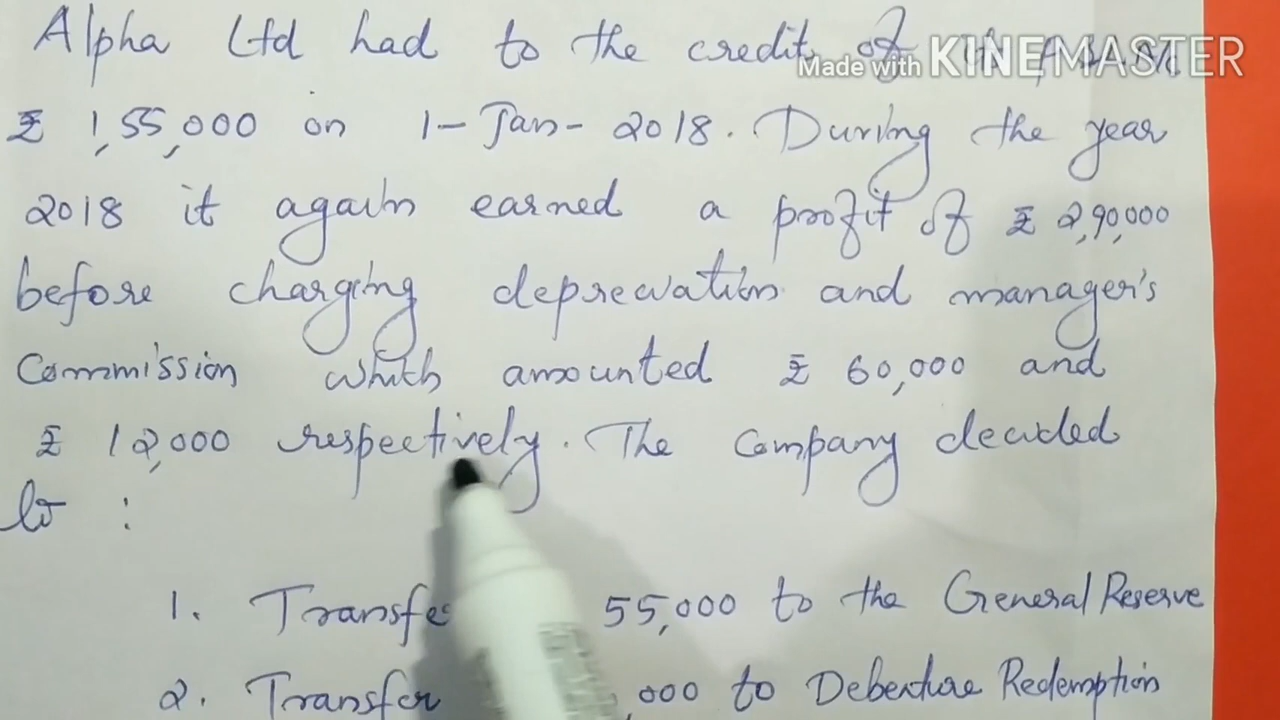 Alpha Ltd had to the credit of
Made with KINEMASTER
₹ 1,55,000 on 1-Jan-2018. During the year
2018 it again earned a profit of ₹ 2,90,000
before charging depreciation and manager's
Commission which amounted ₹ 60,000 and
₹ 12,000 respectively. The Company decided
to :
1. Transfe 55,000 to the General Reserve
2. Transfer ,000 to Debenture Redemption